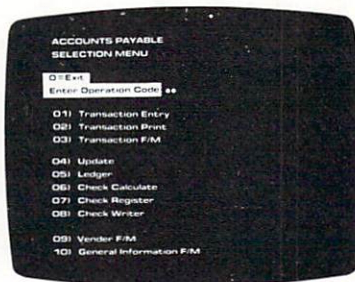 ACCOUNTS PAYABLE
SELECTION MENU
0=Exit
Enter Operation Code:
01) Transaction Entry
02) Transaction Print
03) Transaction F/M
04) Update
05) Ledger
06) Check Calculate
07) Check Register
08) Check Writer
09) Vender F/M
10) General Information F/M